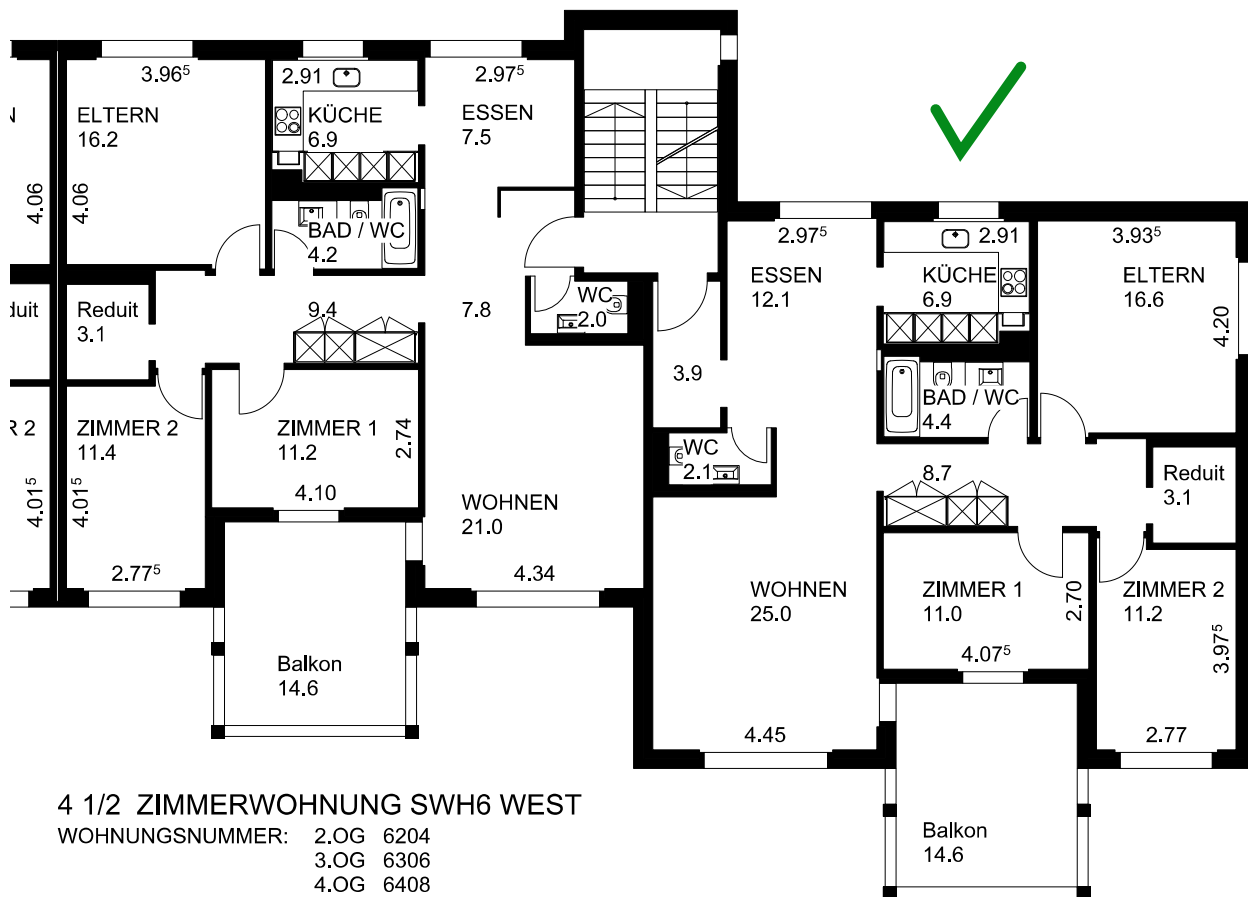 3.96⁵
2.91
2.97⁵
N
ELTERN
16.2
KÜCHE
6.9
ESSEN
7.5
4.06
4.06
BAD / WC
4.2
2.97⁵
2.91
3.93⁵
ESSEN
12.1
KÜCHE
6.9
ELTERN
16.6
4.20
duit
Reduit
3.1
9.4
7.8
WC
2.0
3.9
BAD / WC
4.4
R 2
ZIMMER 2
11.4
ZIMMER 1
11.2
2.74
4.10
4.01⁵
4.01⁵
2.77⁵
WC
2.1
8.7
Reduit
3.1
WOHNEN
21.0
4.34
WOHNEN
25.0
4.45
ZIMMER 1
11.0
2.70
4.07⁵
ZIMMER 2
11.2
3.97⁵
2.77
Balkon
14.6
Balkon
14.6
4 1/2 ZIMMERWOHNUNG SWH6 WEST
WOHNUNGSNUMMER: 2.OG 6204
3.OG 6306
4.OG 6408